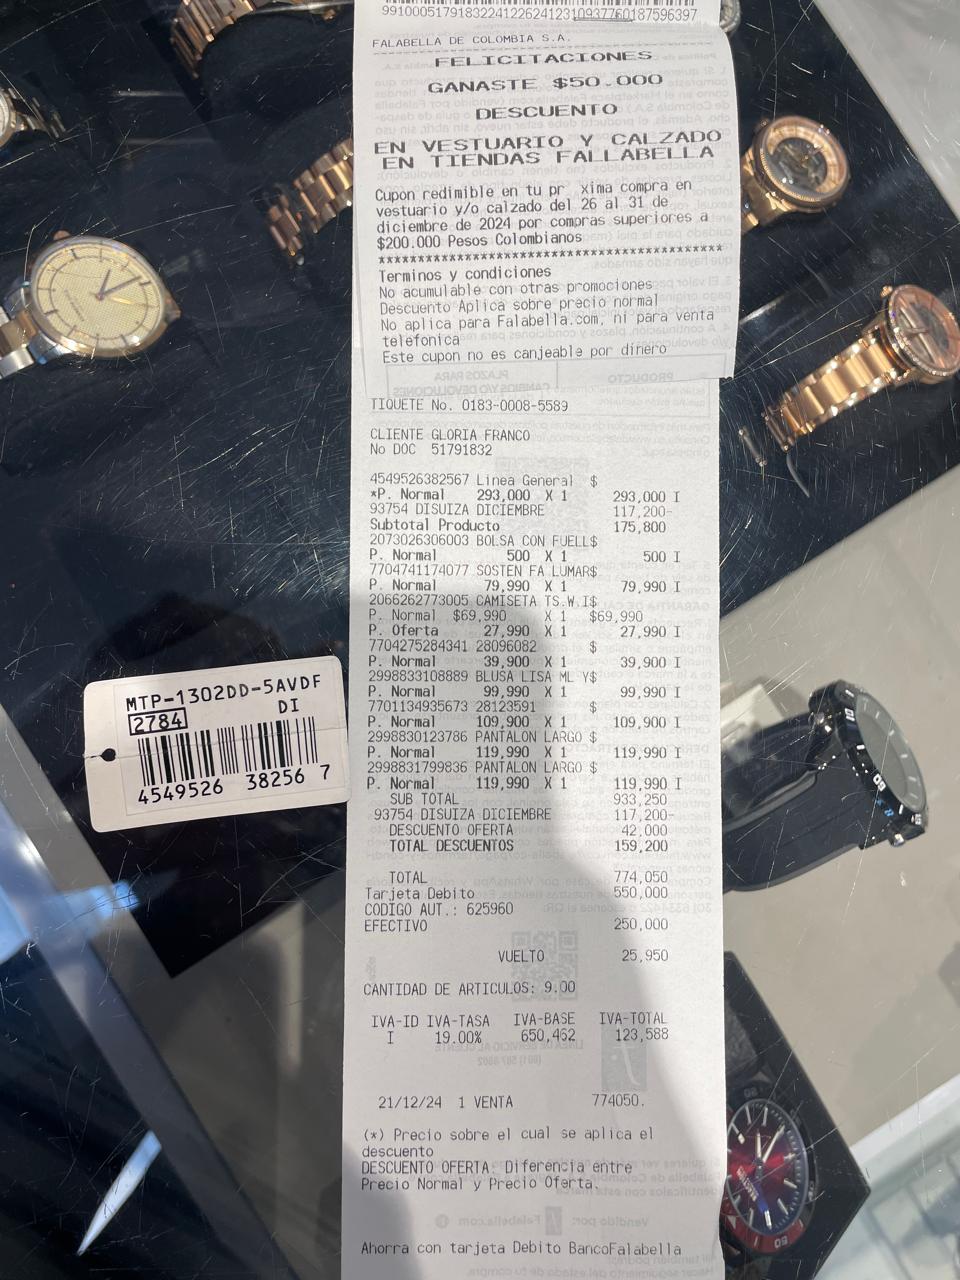 991000517918322412262412310937760187596397
FALABELLA DE COLOMBIA S.A.
FELICITACIONES
GANASTE $50.000
DESCUENTO
EN VESTUARIO Y CALZADO
EN TIENDAS FALLABELLA
Cupon redimible en tu pr xima compra en
vestuario y/o calzado del 26 al 31 de
diciembre de 2024 por compras superiores a
$200.000 Pesos Colombianos
**************************************************
Terminos y condiciones
No acumulable con otras promociones
Descuento Aplica sobre precio normal
No aplica para Falabella.com, ni para venta
telefonica
Este cupon no es canjeable por dinero
TIQUETE No. 0183-0008-5589
CLIENTE GLORIA FRANCO
No DOC 51791832
4549526382567 Linea General $
*P. Normal 293,000 X 1 293,000 I
93754 DISUIZA DICIEMBRE 117,200-
Subtotal Producto 175,800
2073026306003 BOLSA CON FUELL$
P. Normal 500 X 1 500 I
7704741174077 SOSTEN FA LUMAR$
P. Normal 79,990 X 1 79,990 I
2066262773005 CAMISETA TS.W.I$
P. Normal $69,990 X 1 $69,990
P. Oferta 27,990 X 1 27,990 I
7704275284341 28096082 $
P. Normal 39,900 X 1 39,900 I
2998833108889 BLUSA LISA ML Y$
P. Normal 99,990 X 1 99,990 I
7701134935673 28123591 $
P. Normal 109,900 X 1 109,900 I
2998830123786 PANTALON LARGO $
P. Normal 119,990 X 1 119,990 I
2998831799836 PANTALON LARGO $
P. Normal 119,990 X 1 119,990 I
SUB TOTAL 933,250
93754 DISUIZA DICIEMBRE 117,200-
DESCUENTO OFERTA 42,000
TOTAL DESCUENTOS 159,200
TOTAL 774,050
Tarjeta Debito 550,000
CODIGO AUT.: 625960
EFECTIVO 250,000
VUELTO 25,950
CANTIDAD DE ARTICULOS: 9.00
IVA-ID IVA-TASA IVA-BASE IVA-TOTAL
I 19.00% 650,462 123,588
21/12/24 1 VENTA 774050.
(*) Precio sobre el cual se aplica el
descuento
DESCUENTO OFERTA: Diferencia entre
Precio Normal y Precio Oferta.
Ahorra con tarjeta Debito BancoFalabella
MTP-1302DD-5AVDF
2784 DI
4549526 38256 7